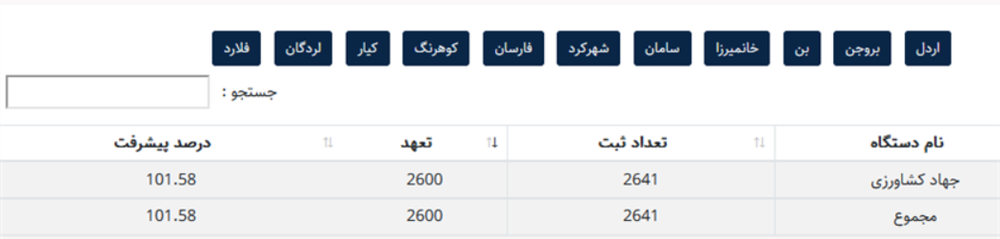 اردل بروجن بن خانمیرزا سامان شهرکرد فارسان کوهرنگ کیار لردگان فلارد
جستجو :
نام دستگاه تعداد ثبت تعهد درصد پیشرفت
جهاد کشاورزی 2641 2600 101.58
مجموع 2641 2600 101.58